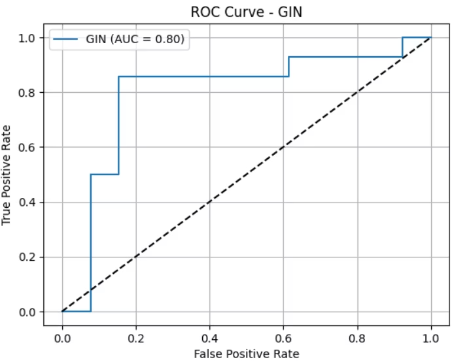 ROC Curve - GIN
GIN (AUC = 0.80)
True Positive Rate
1.0
0.8
0.6
0.4
0.2
0.0
0.0 0.2 0.4 0.6 0.8 1.0
False Positive Rate